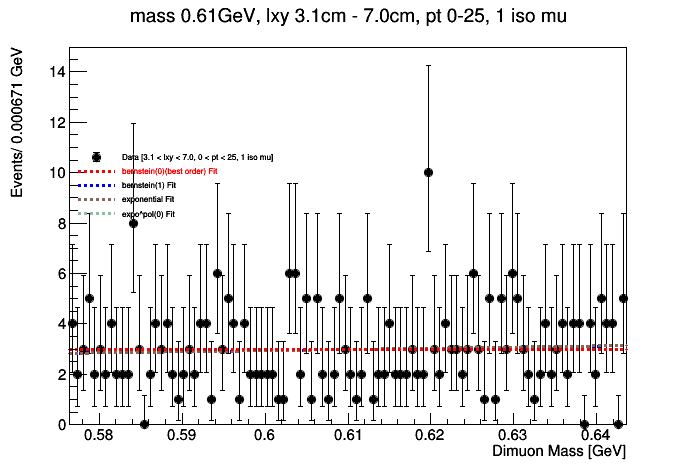 mass 0.61GeV, lxy 3.1cm - 7.0cm, pt 0-25, 1 iso mu
Events/ 0.000671 GeV
14
12
10
8
6
4
2
0
Data [3.1 < lxy < 7.0, 0 < pt < 25, 1 iso mu]
bernstein(0)(best order) Fit
bernstein(1) Fit
exponential Fit
expo^pol(0) Fit
0.58 0.59 0.6 0.61 0.62 0.63 0.64
Dimuon Mass [GeV]